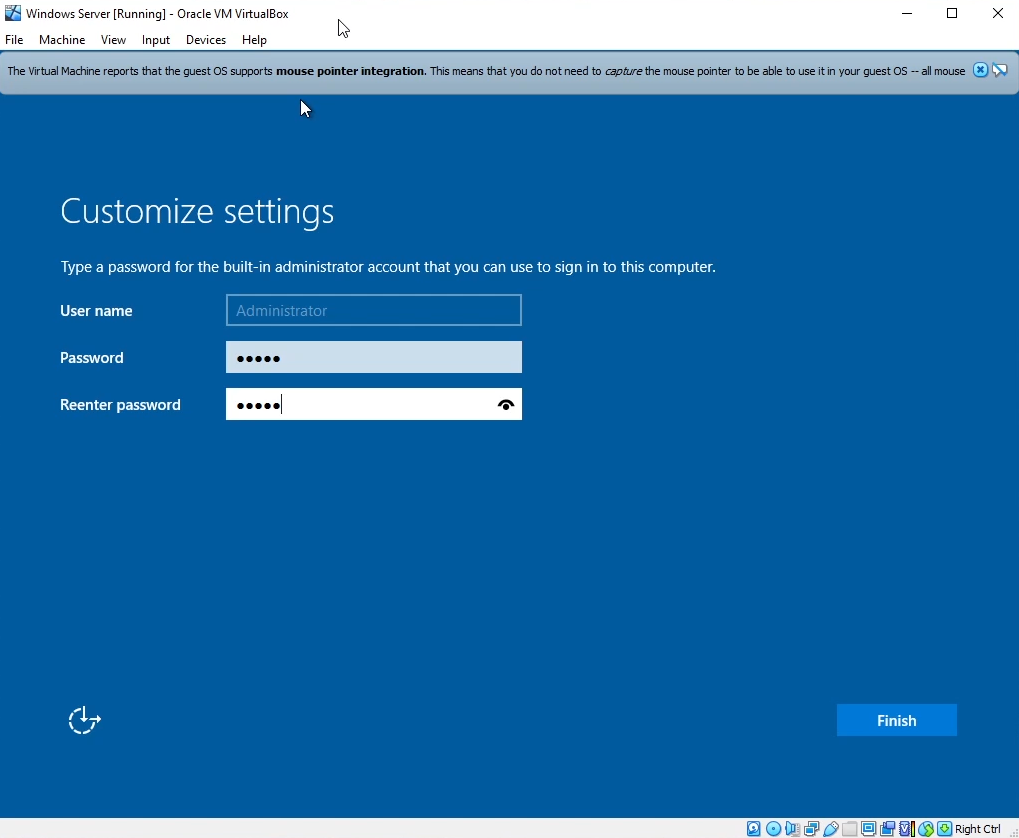 Windows Server [Running] - Oracle VM VirtualBox
File Machine View Input Devices Help
The Virtual Machine reports that the guest OS supports mouse pointer integration. This means that you do not need to capture the mouse pointer to be able to use it in your guest OS -- all mouse
Customize settings
Type a password for the built-in administrator account that you can use to sign in to this computer.
User name Administrator
Password •••••
Reenter password •••••
Finish
Right Ctrl